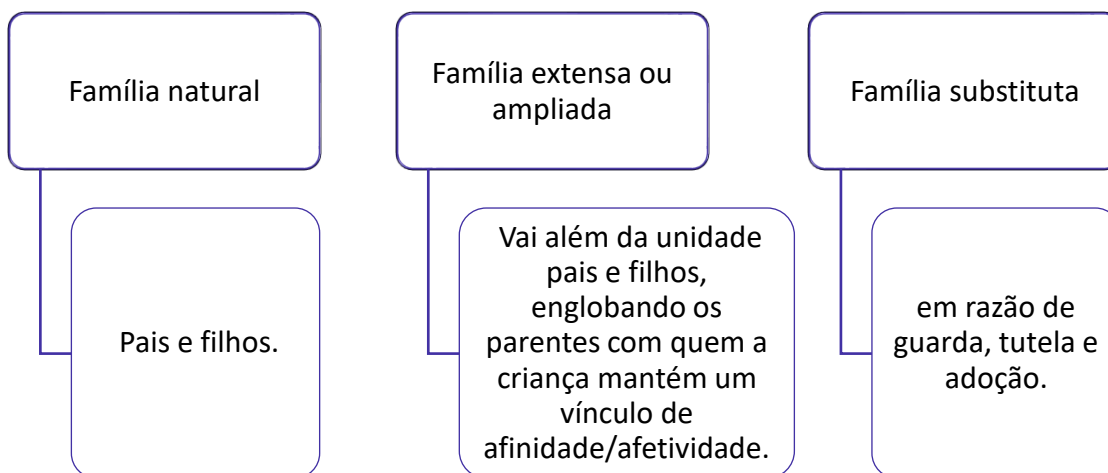 Família natural
Pais e filhos.
Família extensa ou
ampliada
Vai além da unidade
pais e filhos,
englobando os
parentes com quem a
criança mantém um
vínculo de
afinidade/afetividade.
Família substituta
em razão de
guarda, tutela e
adoção.